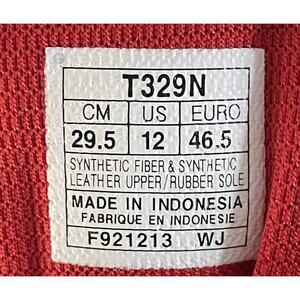 T329N
CM US EURO
29.5 12 46.5
SYNTHETIC FIBER & SYNTHETIC
LEATHER UPPER/RUBBER SOLE
MADE IN INDONESIA
FABRIQUE EN INDONESIE
F921213 WJ